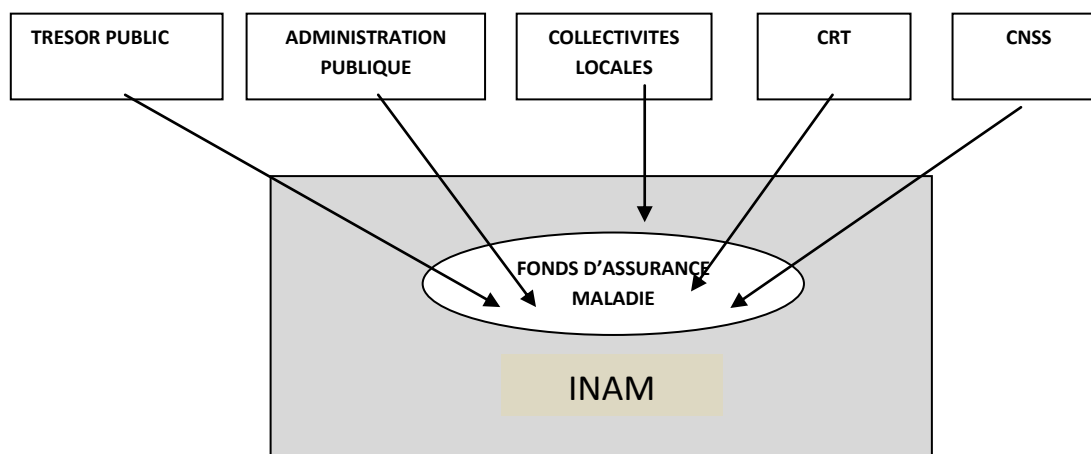 TRESOR PUBLIC
ADMINISTRATION
PUBLIQUE
COLLECTIVITES
LOCALES
CRT
CNSS
FONDS D’ASSURANCE
MALADIE
INAM